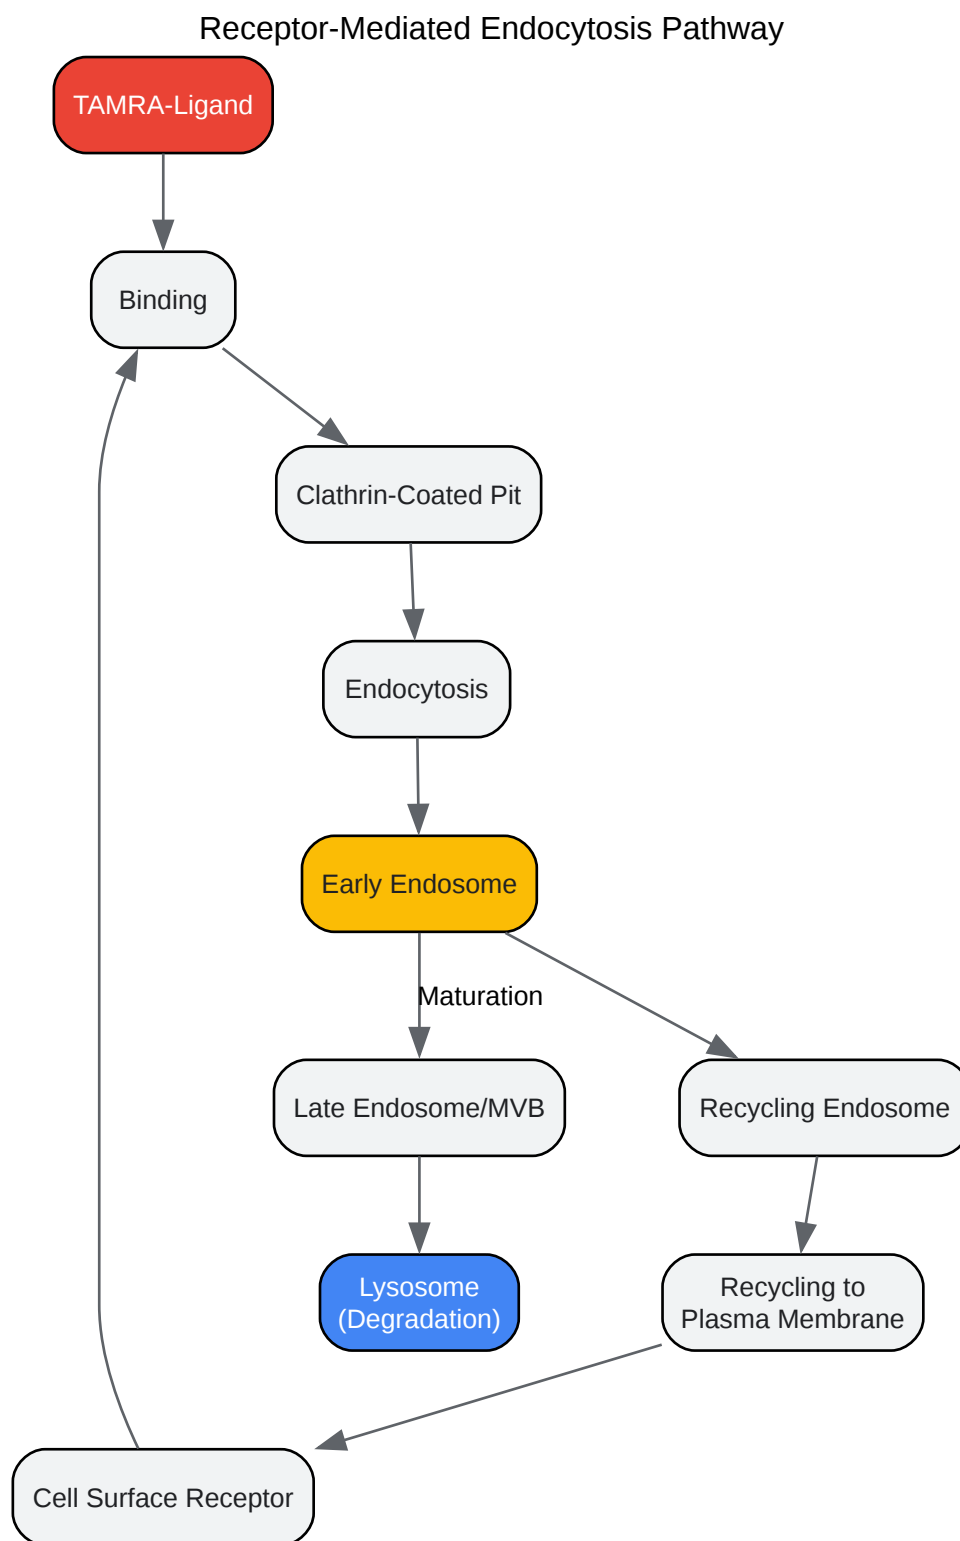 Receptor-Mediated Endocytosis Pathway
TAMRA-Ligand
Binding
Clathrin-Coated Pit
Endocytosis
Early Endosome
Maturation
Late Endosome/MVB
Recycling Endosome
Lysosome
(Degradation)
Recycling to
Plasma Membrane
Cell Surface Receptor